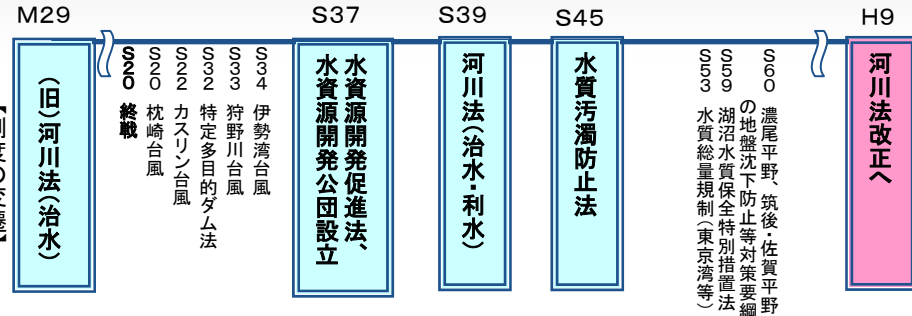 M29
S37
S39
S45
H9
（旧）河川法（治水）
S20 終戦
S20 枕崎台風
S22 カスリン台風
S32 特定多目的ダム法
S33 狩野川台風
S34 伊勢湾台風
水資源開発促進法、
水資源開発公団設立
河川法（治水・利水）
水質汚濁防止法
S53 水質総量規制（東京湾等）
S59 湖沼水質保全特別措置法
S60 濃尾平野、筑後・佐賀平野
の地盤沈下防止等対策要綱
河川法改正へ